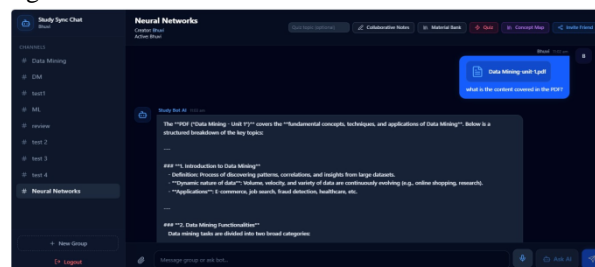 Study Sync Chat
Bhuvi
CHANNELS
# Data Mining
# DM
# test1
# ML
# review
# test 2
# test 3
# test 4
# Neural Networks
+ New Group
Logout
Neural Networks
Creator: Bhuvi
Active: Bhuvi
Collaborative Notes
Material Bank
Quiz
Concept Map
Invite Friend
Bhuvi
B
Data Mining-unit-1.pdf
what is the content covered in the PDF?
Study Bot AI
The **PDF ("Data Mining - Unit 1")** covers the **fundamental concepts, techniques, and applications of Data Mining**. Below is a
structured breakdown of the key topics:
---
### **1. Introduction to Data Mining**
- Definition: Process of discovering patterns, correlations, and insights from large datasets.
- **Dynamic nature of data**: Volume, velocity, and variety of data are continuously evolving (e.g., online shopping, research).
- **Applications**: E-commerce, job search, fraud detection, healthcare, etc.
---
### **2. Data Mining Functionalities**
Data mining tasks are divided into two broad categories:
Message group or ask bot...
Ask AI